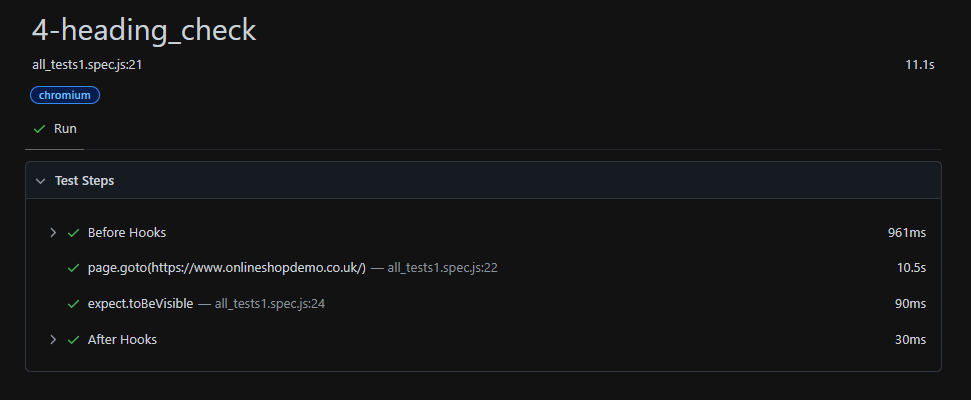 4-heading_check
all_tests1.spec.js:21 11.1s
chromium
Run
Test Steps
Before Hooks 961ms
page.goto(https://www.onlineshopdemo.co.uk/) — all_tests1.spec.js:22 10.5s
expect.toBeVisible — all_tests1.spec.js:24 90ms
After Hooks 30ms